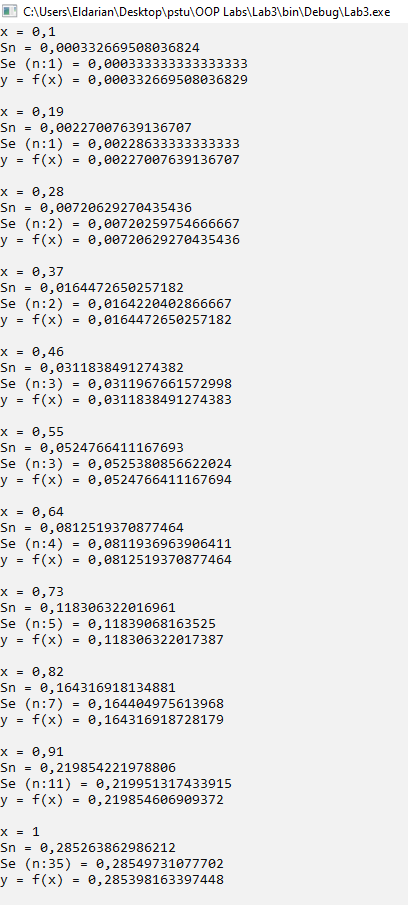 C:\Users\Eldarian\Desktop\pstu\OOP Labs\Lab3\bin\Debug\Lab3.exe
x = 0,1
Sn = 0,000332669508036824
Se (n:1) = 0,000333333333333333
y = f(x) = 0,000332669508036829
x = 0,19
Sn = 0,00227007639136707
Se (n:1) = 0,00228633333333333
y = f(x) = 0,00227007639136707
x = 0,28
Sn = 0,00720629270435436
Se (n:2) = 0,00720259754666667
y = f(x) = 0,00720629270435436
x = 0,37
Sn = 0,0164472650257182
Se (n:2) = 0,0164220402866667
y = f(x) = 0,0164472650257182
x = 0,46
Sn = 0,0311838491274382
Se (n:3) = 0,0311967661572998
y = f(x) = 0,0311838491274383
x = 0,55
Sn = 0,0524766411167693
Se (n:3) = 0,0525380856622024
y = f(x) = 0,0524766411167694
x = 0,64
Sn = 0,0812519370877464
Se (n:4) = 0,0811936963906411
y = f(x) = 0,0812519370877464
x = 0,73
Sn = 0,118306322016961
Se (n:5) = 0,11839068163525
y = f(x) = 0,118306322017387
x = 0,82
Sn = 0,164316918134881
Se (n:7) = 0,164404975613968
y = f(x) = 0,164316918728179
x = 0,91
Sn = 0,219854221978806
Se (n:11) = 0,219951317433915
y = f(x) = 0,219854606909372
x = 1
Sn = 0,285263862986212
Se (n:35) = 0,28549731077702
y = f(x) = 0,285398163397448